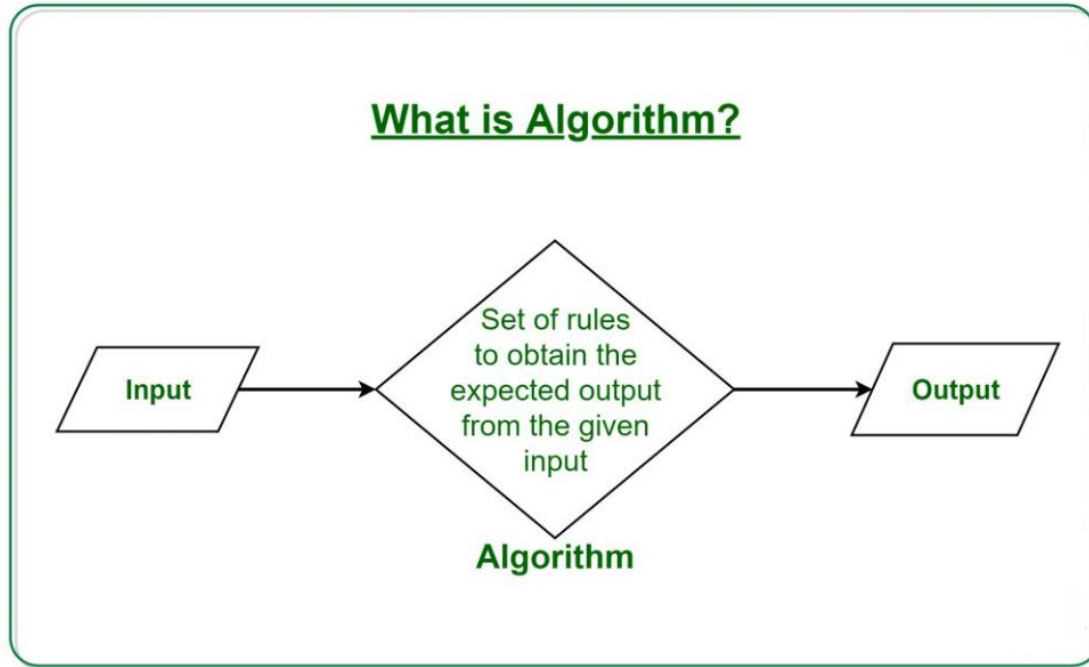 What is Algorithm?
Input
Set of rules
to obtain the
expected output
from the given
input
Output
Algorithm